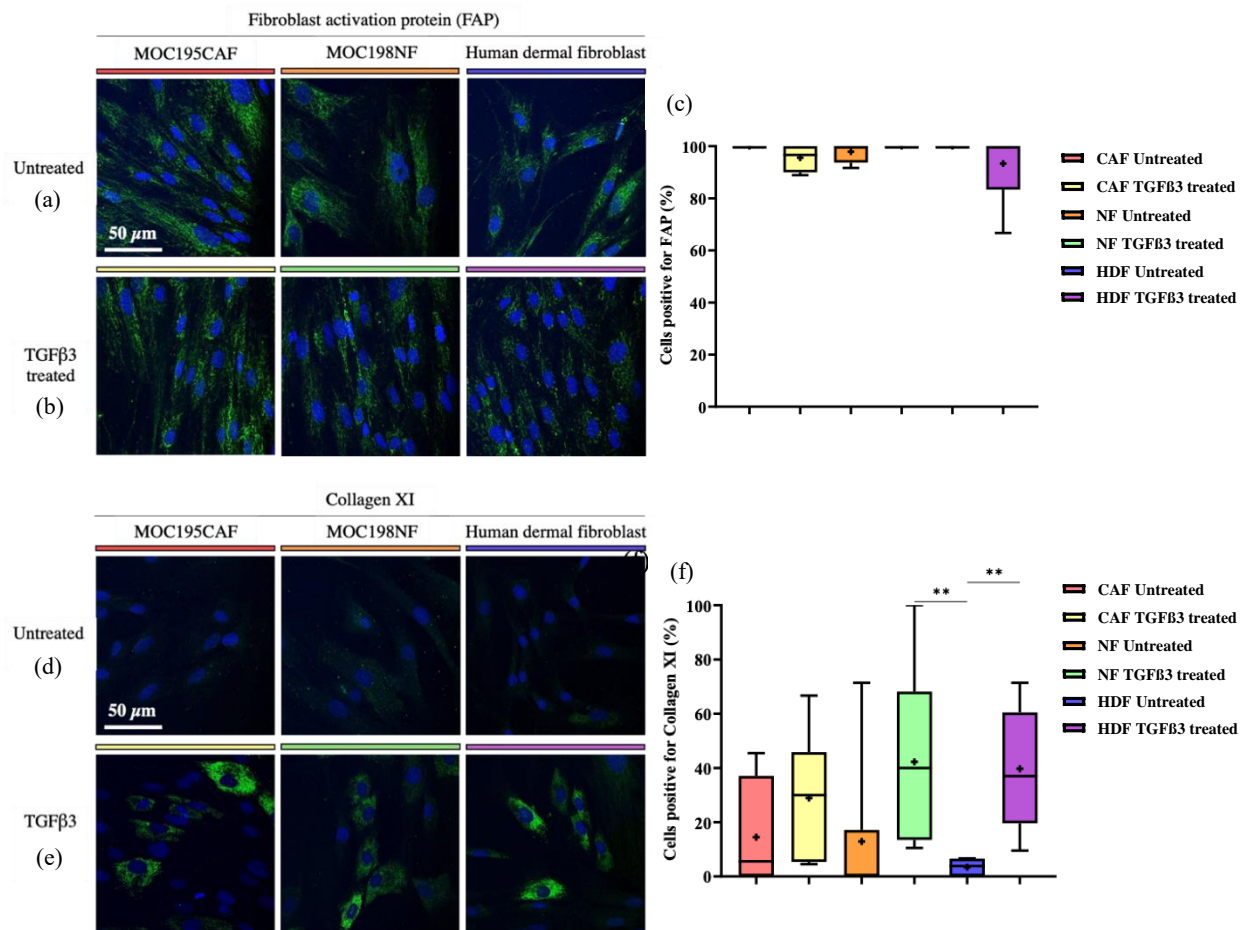 Fibroblast activation protein (FAP)
MOC195CAF MOC198NF Human dermal fibroblast
Untreated
(a)
50 µm
TGFβ3
treated
(b)
(c)
Cells positive for FAP (%)
100
80
60
40
20
0
CAF Untreated
CAF TGFß3 treated
NF Untreated
NF TGFß3 treated
HDF Untreated
HDF TGFß3 treated
Collagen XI
MOC195CAF MOC198NF Human dermal fibroblast
Untreated
(d)
50 µm
TGFβ3
(e)
(f)
Cells positive for Collagen XI (%)
100
80
60
40
20
0
** **
CAF Untreated
CAF TGFß3 treated
NF Untreated
NF TGFß3 treated
HDF Untreated
HDF TGFß3 treated